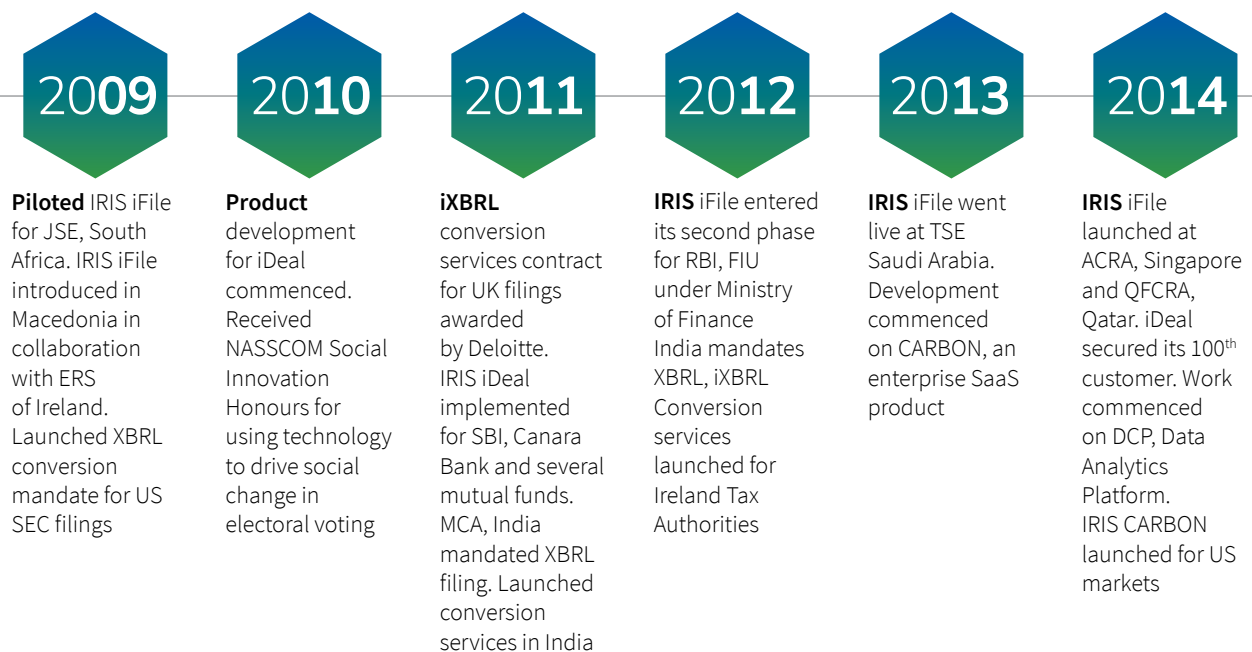 2009
Piloted IRIS iFile
for JSE, South
Africa. IRIS iFile
introduced in
Macedonia in
collaboration
with ERS
of Ireland.
Launched XBRL
conversion
mandate for US
SEC filings
2010
Product
development
for iDeal
commenced.
Received
NASSCOM Social
Innovation
Honours for
using technology
to drive social
change in
electoral voting
2011
iXBRL
conversion
services contract
for UK filings
awarded
by Deloitte.
IRIS iDeal
implemented
for SBI, Canara
Bank and several
mutual funds.
MCA, India
mandated XBRL
filing. Launched
conversion
services in India
2012
IRIS iFile entered
its second phase
for RBI, FIU
under Ministry
of Finance
India mandates
XBRL, iXBRL
Conversion
services
launched for
Ireland Tax
Authorities
2013
IRIS iFile went
live at TSE
Saudi Arabia.
Development
commenced
on CARBON, an
enterprise SaaS
product
2014
IRIS iFile
launched at
ACRA, Singapore
and QFCRA,
Qatar. iDeal
secured its 100th
customer. Work
commenced
on DCP, Data
Analytics
Platform.
IRIS CARBON
launched for US
markets